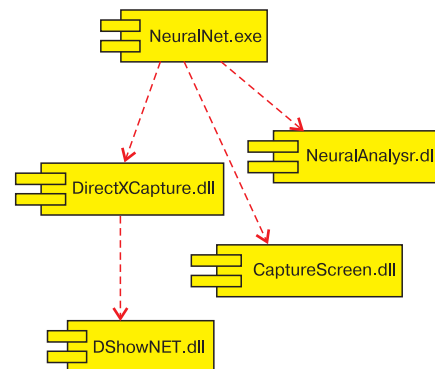 NeuralNet.exe
NeuralAnalysr.dl
DirectXCapture.dll
CaptureScreen.dll
DShowNET.dll